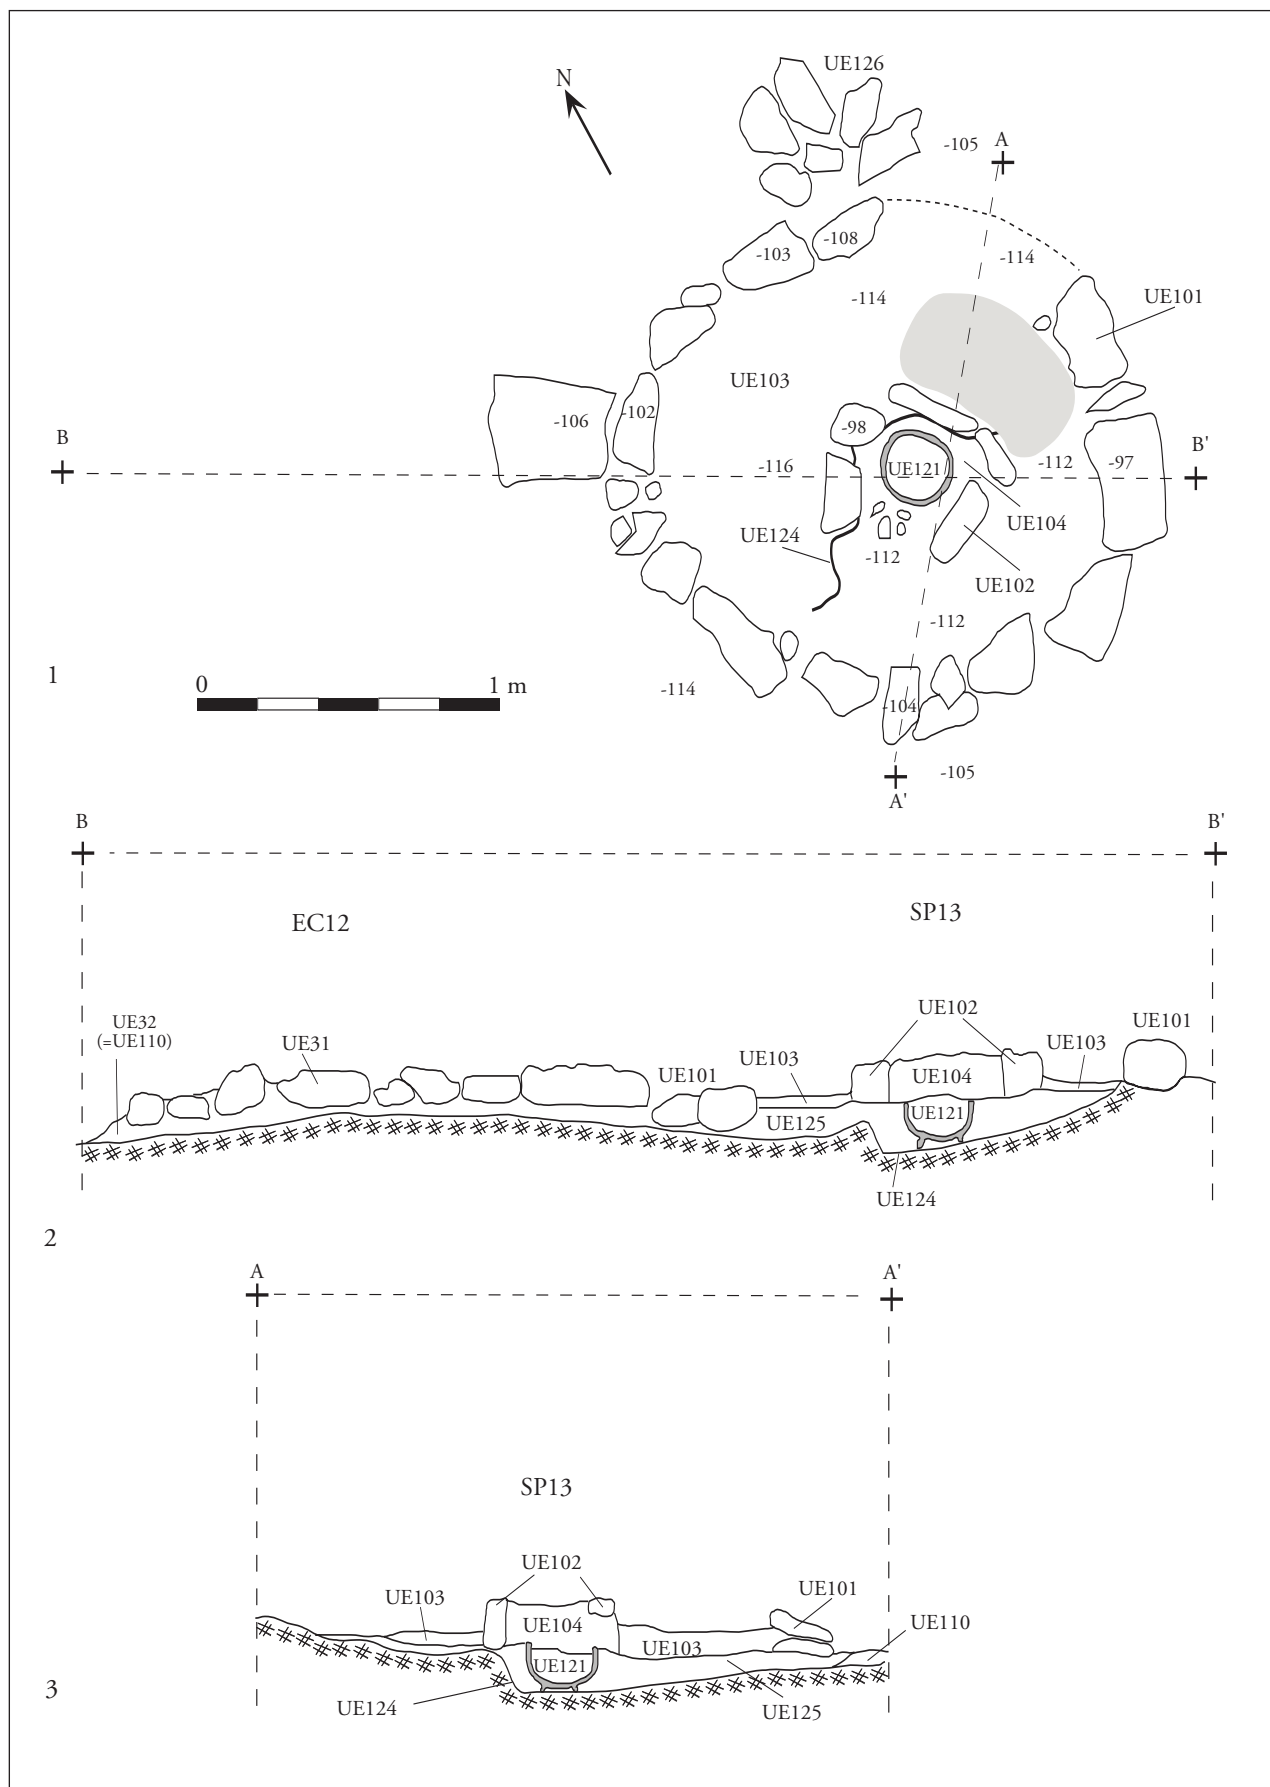 UE126
N
-105
A
-108
-103
-114
-114
UE101
UE103
-102
-106
-98
B
B'
-116
UE121
-112
-97
UE104
UE124
-112
UE102
-112
1
0
1 m
-114
-104
-105
A'
B
B'
SP13
EC12
UE102
UE32
(=UE110)
UE31
UE103
UE103
UE101
UE101
UE104
UE121
UE125
UE124
2
A
A'
SP13
UE102
UE103
UE101
UE104
UE110
UE103
UE121
3
UE124
UE125